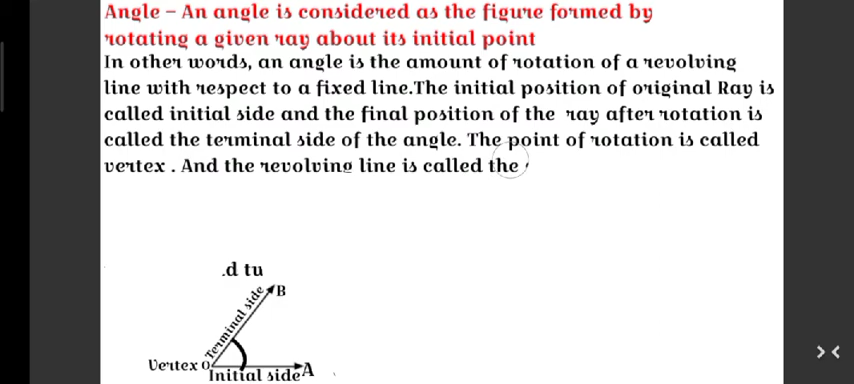 Angle – An angle is considered as the figure formed by
rotating a given ray about its initial point
In other words, an angle is the amount of rotation of a revolving
line with respect to a fixed line.The initial position of original Ray is
called initial side and the final position of the ray after rotation is
called the terminal side of the angle. The point of rotation is called
vertex . And the revolving line is called the
.d tu
B
Terminal side
Vertex O
A
Initial side